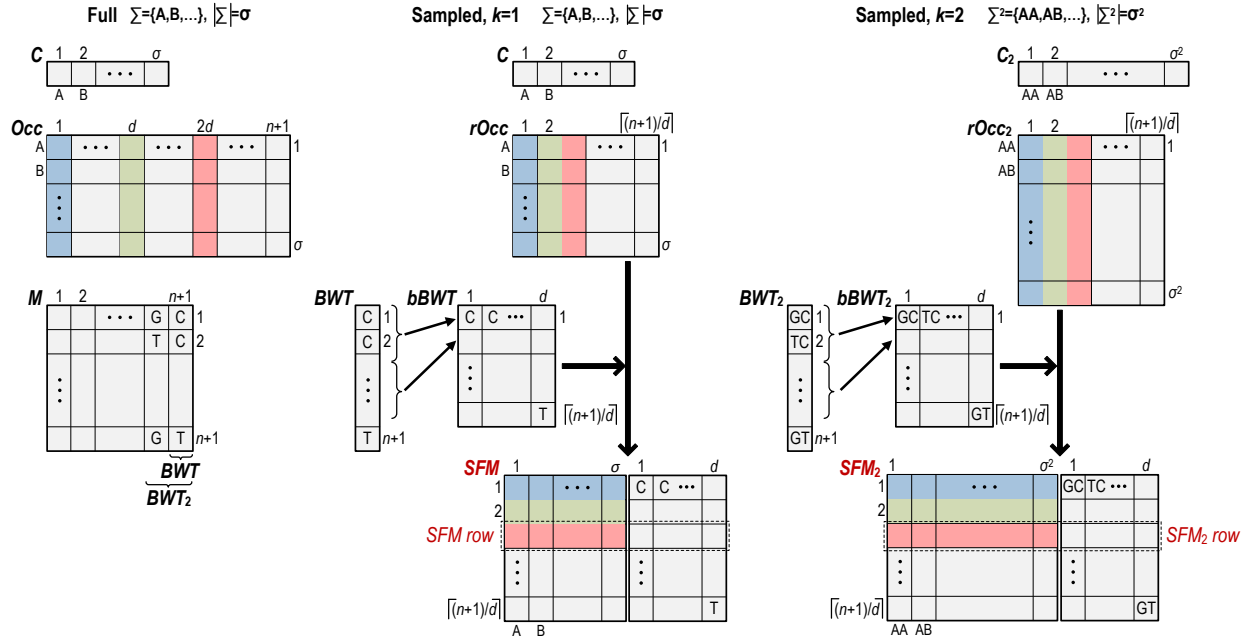 Full ∑={A,B,…}, |∑|=σ
C 1 2 σ
• • •
A B
Occ 1 d 2d n+1
A • • • • • • • • • 1
B
⋮
σ
M 1 2 n+1
• • • G C 1
T C 2
⋮
G T n+1
BWT
BWT₂
Sampled, k=1 ∑={A,B,…}, |∑|=σ
C 1 2 σ
• • •
A B
rOcc 1 2 ⌈(n+1)/d⌉
A • • • 1
B
⋮
σ
BWT
C 1
C 2
⋮
T n+1
bBWT 1 d
C C ••• 1
⋮
T ⌈(n+1)/d⌉
SFM 1 σ 1 d
1 • • • C C •••
2
SFM row
⋮ ⋮
⌈(n+1)/d⌉ T
A B
Sampled, k=2 ∑²={AA,AB,…}, |∑²|=σ²
C₂ 1 2 σ²
• • •
AA AB
rOcc₂ 1 2 ⌈(n+1)/d⌉
AA • • • 1
AB
⋮
σ²
BWT₂
GC 1
TC 2
⋮
GT n+1
bBWT₂ 1 d
GC TC ••• 1
⋮
GT ⌈(n+1)/d⌉
SFM₂ 1 σ² 1 d
1 • • • GC TC •••
2
SFM₂ row
⋮ ⋮
⌈(n+1)/d⌉ GT
AA AB